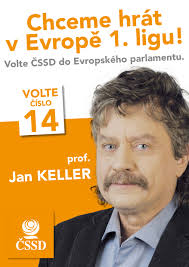 Chceme hrát
v Evropě 1. ligu!
Volte ČSSD do Evropského parlamentu.
VOLTE
ČÍSLO
14
prof.
Jan KELLER
ČSSD